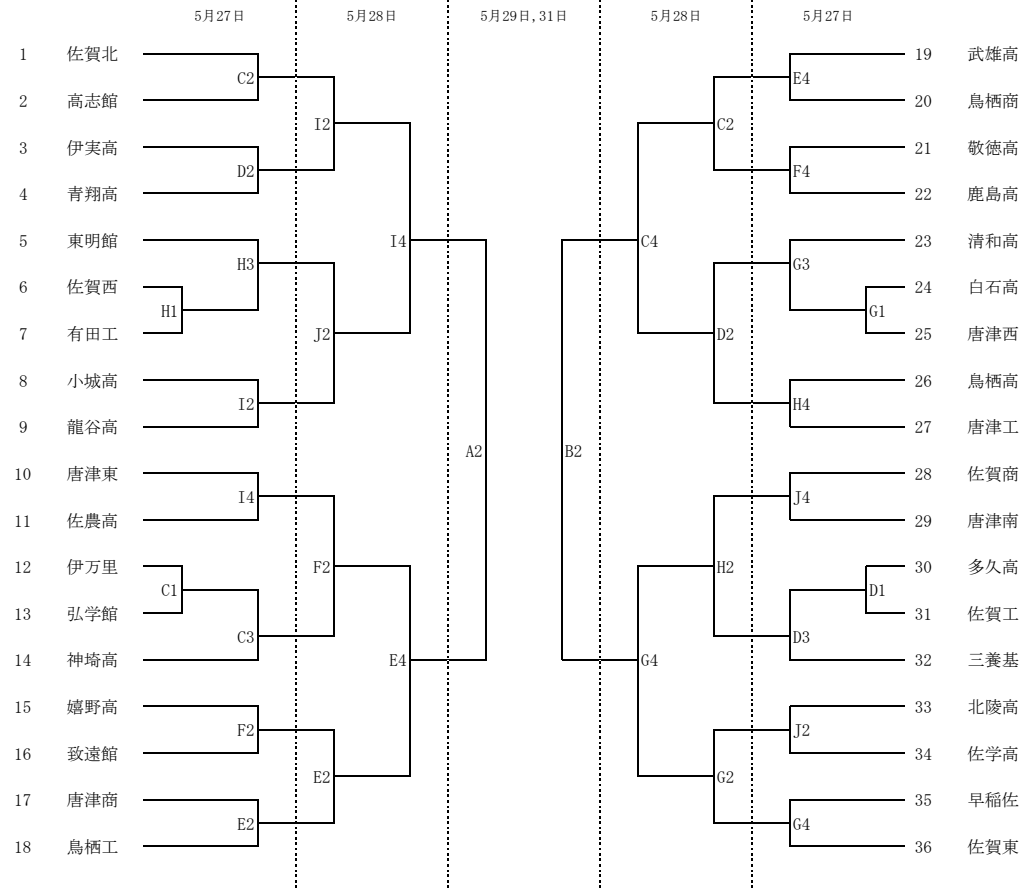 5月27日 5月28日 5月29日,31日 5月28日 5月27日
1 佐賀北 19 武雄高
C2 E4
2 高志館 20 鳥栖商
I2 C2
3 伊実高 21 敬徳高
D2 F4
4 青翔高 22 鹿島高
5 東明館 I4 C4 23 清和高
H3 G3
6 佐賀西 24 白石高
H1 G1
7 有田工 J2 D2 25 唐津西
8 小城高 26 鳥栖高
I2 H4
9 龍谷高 27 唐津工
A2 B2
10 唐津東 28 佐賀商
I4 J4
11 佐農高 29 唐津南
12 伊万里 F2 H2 30 多久高
C1 D1
13 弘学館 31 佐賀工
C3 D3
14 神埼高 E4 G4 32 三養基
15 嬉野高 33 北陵高
F2 J2
16 致遠館 34 佐学高
E2 G2
17 唐津商 35 早稲佐
E2 G4
18 鳥栖工 36 佐賀東